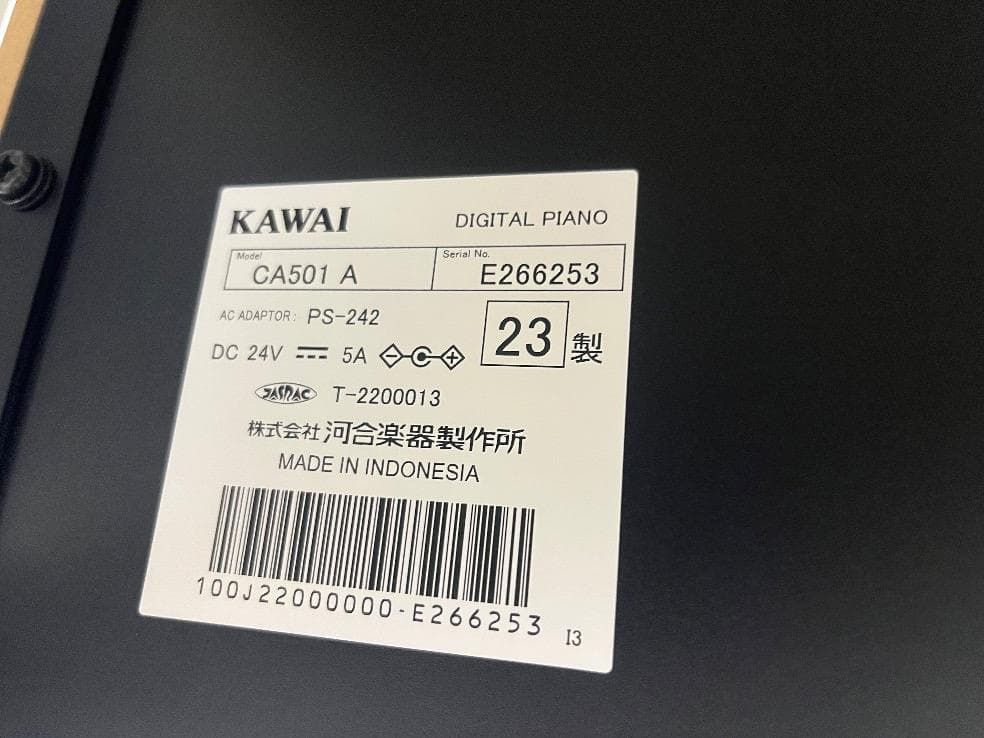 KAWAI DIGITAL PIANO
Model CA501 A Serial No. E266253
AC ADAPTOR: PS-242
DC 24V 5A
23 製
JASRAC T-2200013
株式会社 河合楽器製作所
MADE IN INDONESIA
100J22000000-E266253
I3